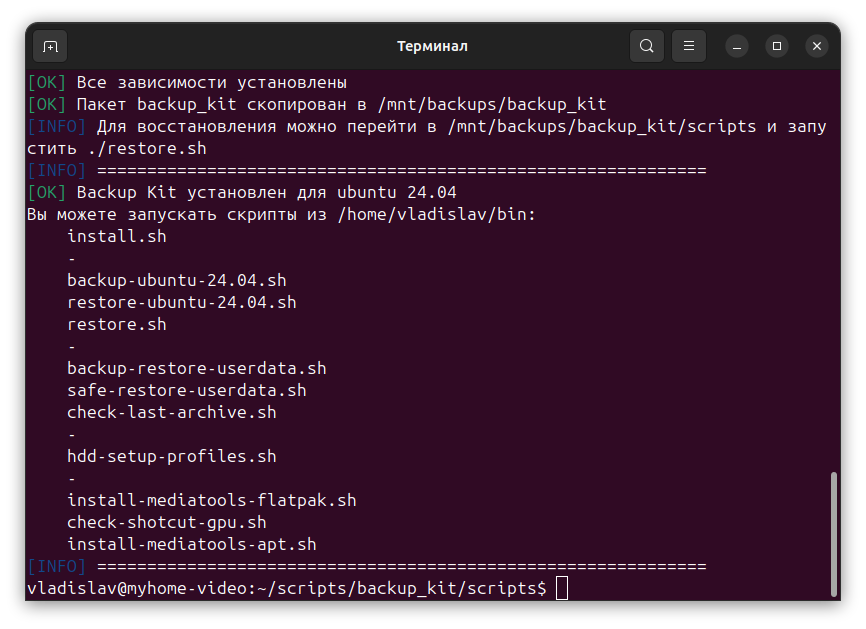 Терминал
[OK] Все зависимости установлены
[OK] Пакет backup_kit скопирован в /mnt/backups/backup_kit
[INFO] Для восстановления можно перейти в /mnt/backups/backup_kit/scripts и запу
стить ./restore.sh
[INFO] =============================================================
[OK] Backup Kit установлен для ubuntu 24.04
Вы можете запускать скрипты из /home/vladislav/bin:
    install.sh
    -
    backup-ubuntu-24.04.sh
    restore-ubuntu-24.04.sh
    restore.sh
    -
    backup-restore-userdata.sh
    safe-restore-userdata.sh
    check-last-archive.sh
    -
    hdd-setup-profiles.sh
    -
    install-mediatools-flatpak.sh
    check-shotcut-gpu.sh
    install-mediatools-apt.sh
[INFO] =============================================================
vladislav@myhome-video:~/scripts/backup_kit/scripts$